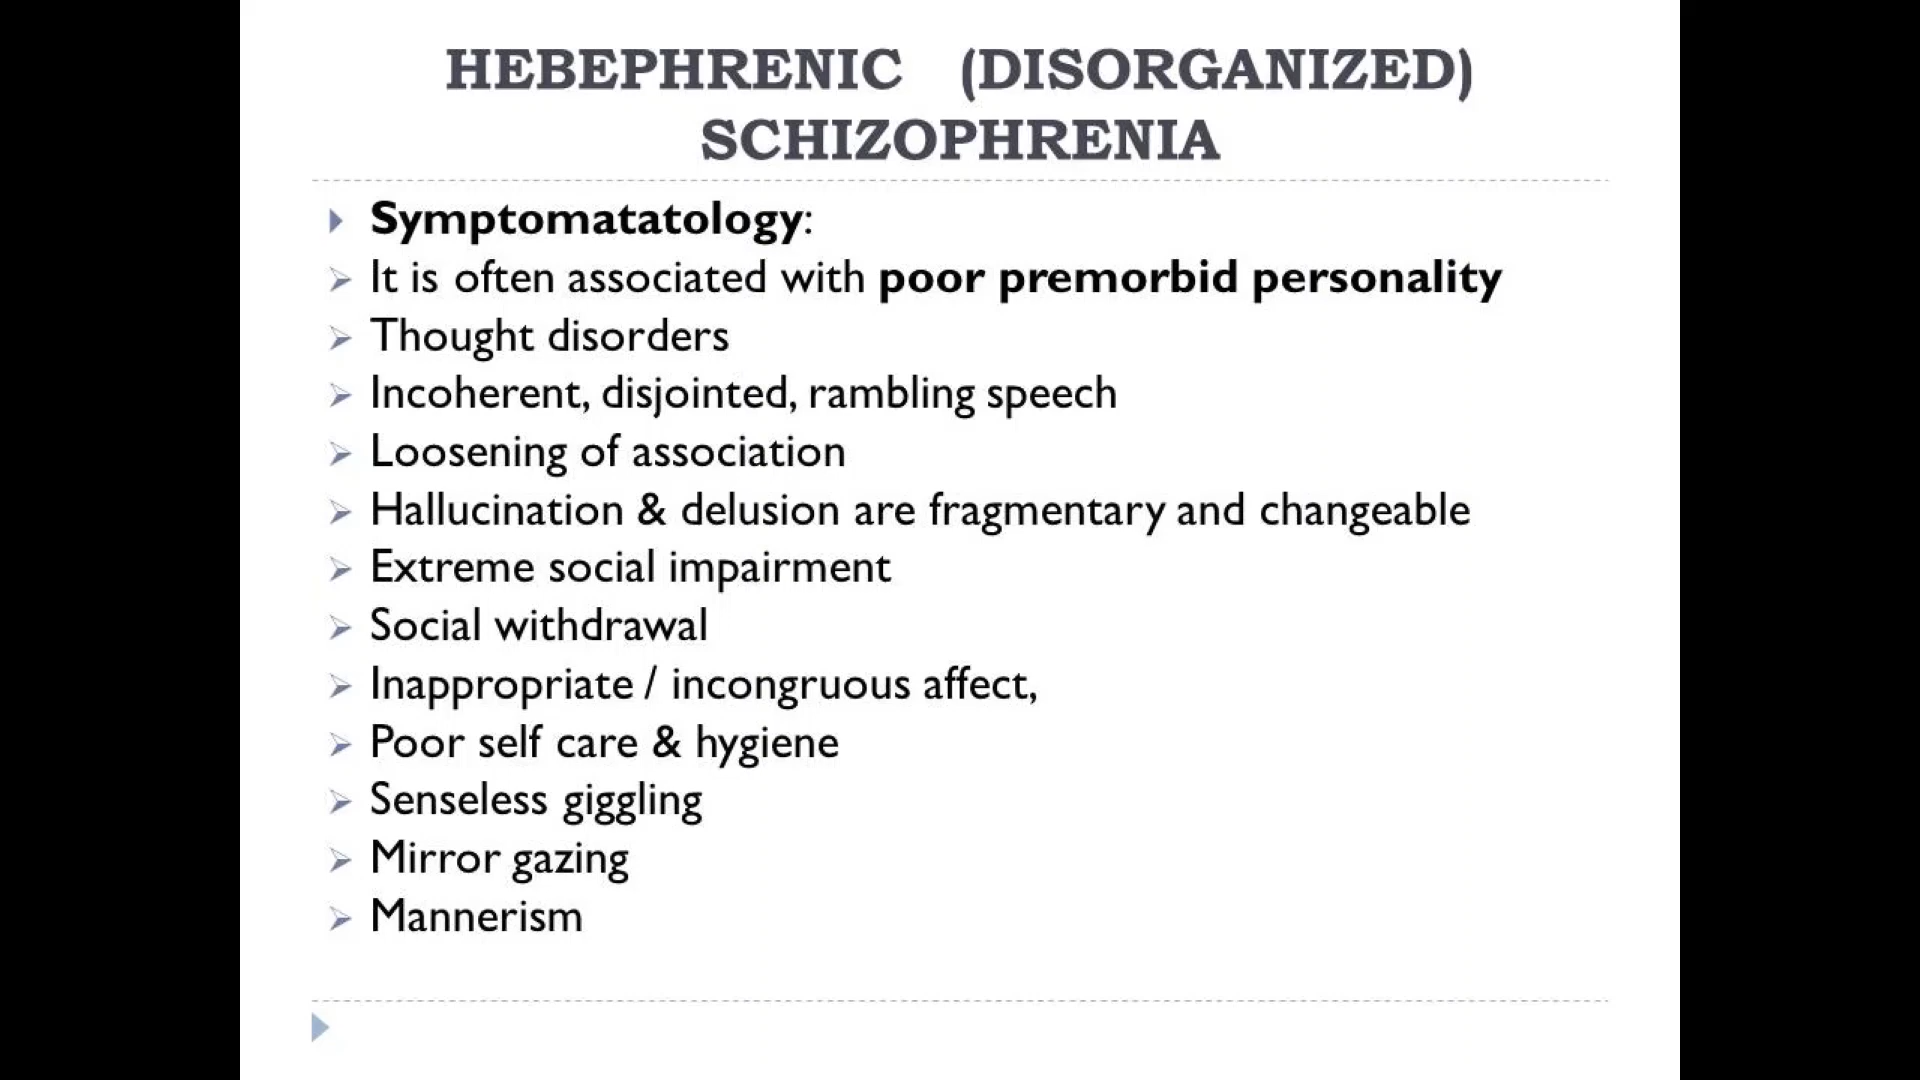 HEBEPHRENIC (DISORGANIZED)
SCHIZOPHRENIA
Symptomatatology:
It is often associated with poor premorbid personality
Thought disorders
Incoherent, disjointed, rambling speech
Loosening of association
Hallucination & delusion are fragmentary and changeable
Extreme social impairment
Social withdrawal
Inappropriate / incongruous affect,
Poor self care & hygiene
Senseless giggling
Mirror gazing
Mannerism